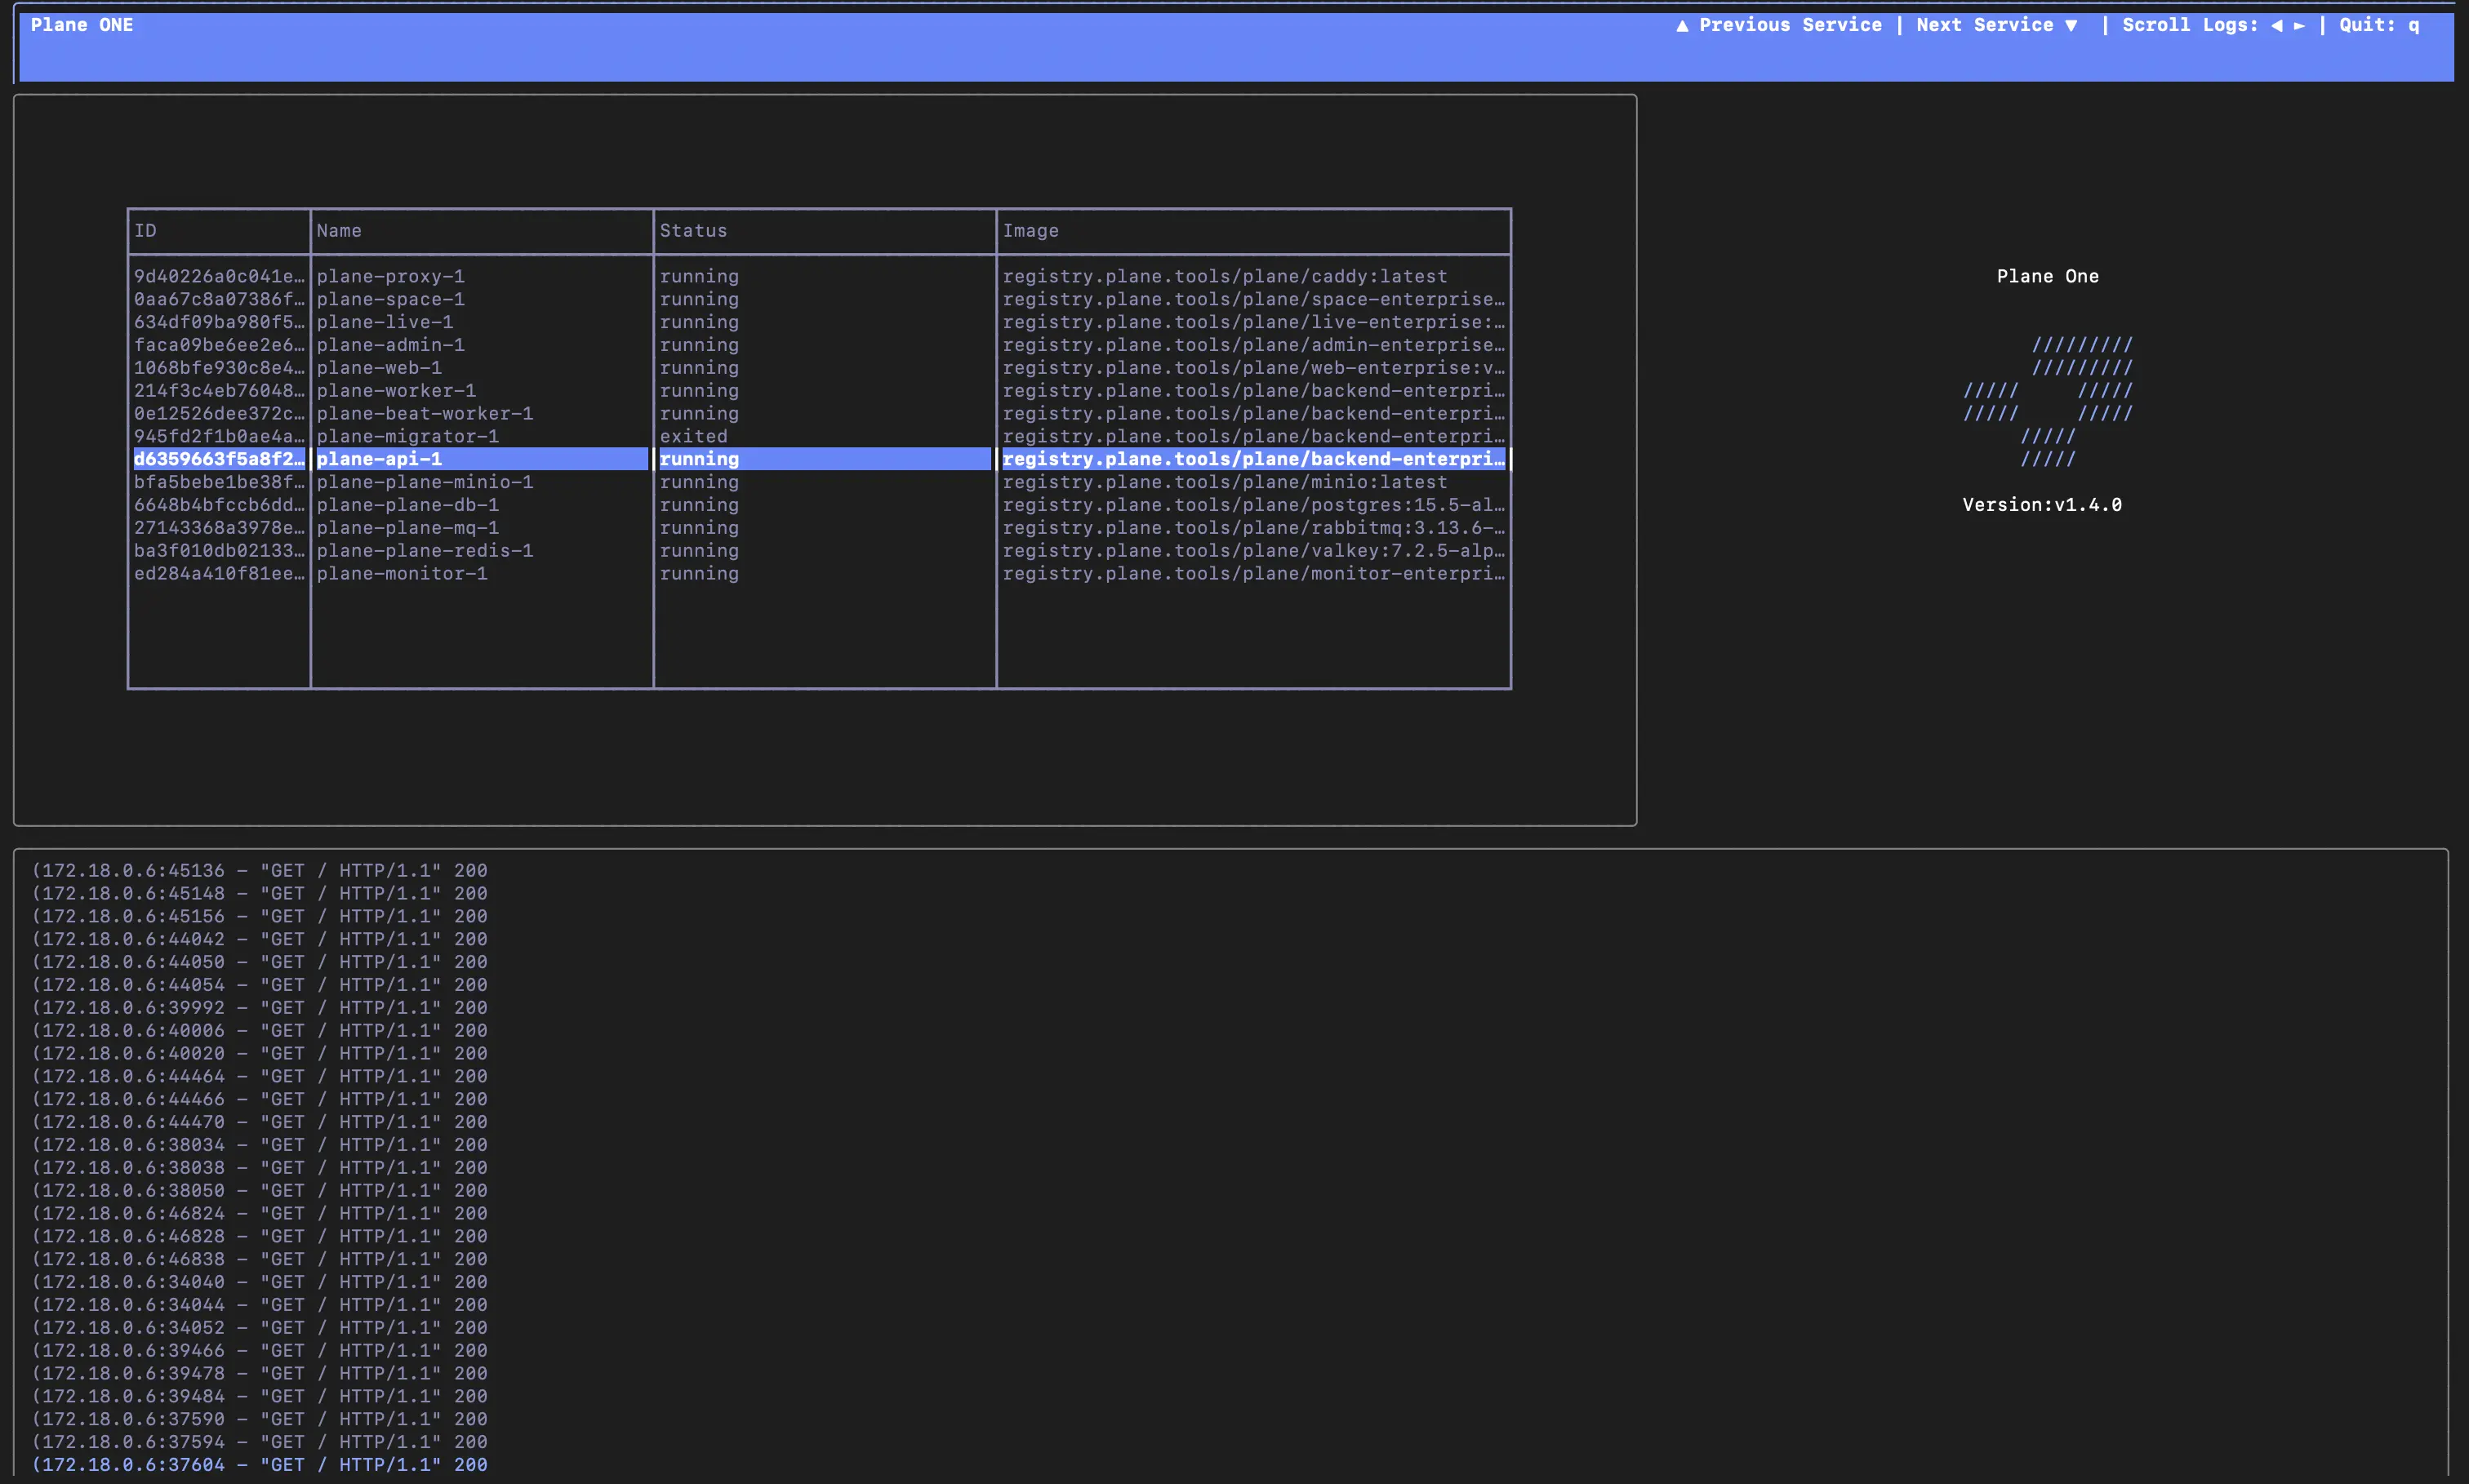 Plane ONE
▲ Previous Service | Next Service ▼ | Scroll Logs: ◄ ► | Quit: q
ID Name Status Image
9d40226a0c041e… plane-proxy-1 running registry.plane.tools/plane/caddy:latest
0aa67c8a07386f… plane-space-1 running registry.plane.tools/plane/space-enterprise…
634df09ba980f5… plane-live-1 running registry.plane.tools/plane/live-enterprise:…
faca09be6ee2e6… plane-admin-1 running registry.plane.tools/plane/admin-enterprise…
1068bfe930c8e4… plane-web-1 running registry.plane.tools/plane/web-enterprise:v…
214f3c4eb76048… plane-worker-1 running registry.plane.tools/plane/backend-enterpri…
0e12526dee372c… plane-beat-worker-1 running registry.plane.tools/plane/backend-enterpri…
945fd2f1b0ae4a… plane-migrator-1 exited registry.plane.tools/plane/backend-enterpri…
d6359663f5a8f2… plane-api-1 running registry.plane.tools/plane/backend-enterpri…
bfa5bebe1be38f… plane-plane-minio-1 running registry.plane.tools/plane/minio:latest
6648b4bfccb6dd… plane-plane-db-1 running registry.plane.tools/plane/postgres:15.5-al…
27143368a3978e… plane-plane-mq-1 running registry.plane.tools/plane/rabbitmq:3.13.6-…
ba3f010db02133… plane-plane-redis-1 running registry.plane.tools/plane/valkey:7.2.5-alp…
ed284a410f81ee… plane-monitor-1 running registry.plane.tools/plane/monitor-enterpri…
Plane One
/////////
/////////
///// /////
///// /////
/////
/////
Version:v1.4.0
(172.18.0.6:45136 – "GET / HTTP/1.1" 200
(172.18.0.6:45148 – "GET / HTTP/1.1" 200
(172.18.0.6:45156 – "GET / HTTP/1.1" 200
(172.18.0.6:44042 – "GET / HTTP/1.1" 200
(172.18.0.6:44050 – "GET / HTTP/1.1" 200
(172.18.0.6:44054 – "GET / HTTP/1.1" 200
(172.18.0.6:39992 – "GET / HTTP/1.1" 200
(172.18.0.6:40006 – "GET / HTTP/1.1" 200
(172.18.0.6:40020 – "GET / HTTP/1.1" 200
(172.18.0.6:44464 – "GET / HTTP/1.1" 200
(172.18.0.6:44466 – "GET / HTTP/1.1" 200
(172.18.0.6:44470 – "GET / HTTP/1.1" 200
(172.18.0.6:38034 – "GET / HTTP/1.1" 200
(172.18.0.6:38038 – "GET / HTTP/1.1" 200
(172.18.0.6:38050 – "GET / HTTP/1.1" 200
(172.18.0.6:46824 – "GET / HTTP/1.1" 200
(172.18.0.6:46828 – "GET / HTTP/1.1" 200
(172.18.0.6:46838 – "GET / HTTP/1.1" 200
(172.18.0.6:34040 – "GET / HTTP/1.1" 200
(172.18.0.6:34044 – "GET / HTTP/1.1" 200
(172.18.0.6:34052 – "GET / HTTP/1.1" 200
(172.18.0.6:39466 – "GET / HTTP/1.1" 200
(172.18.0.6:39478 – "GET / HTTP/1.1" 200
(172.18.0.6:39484 – "GET / HTTP/1.1" 200
(172.18.0.6:37590 – "GET / HTTP/1.1" 200
(172.18.0.6:37594 – "GET / HTTP/1.1" 200
(172.18.0.6:37604 – "GET / HTTP/1.1" 200